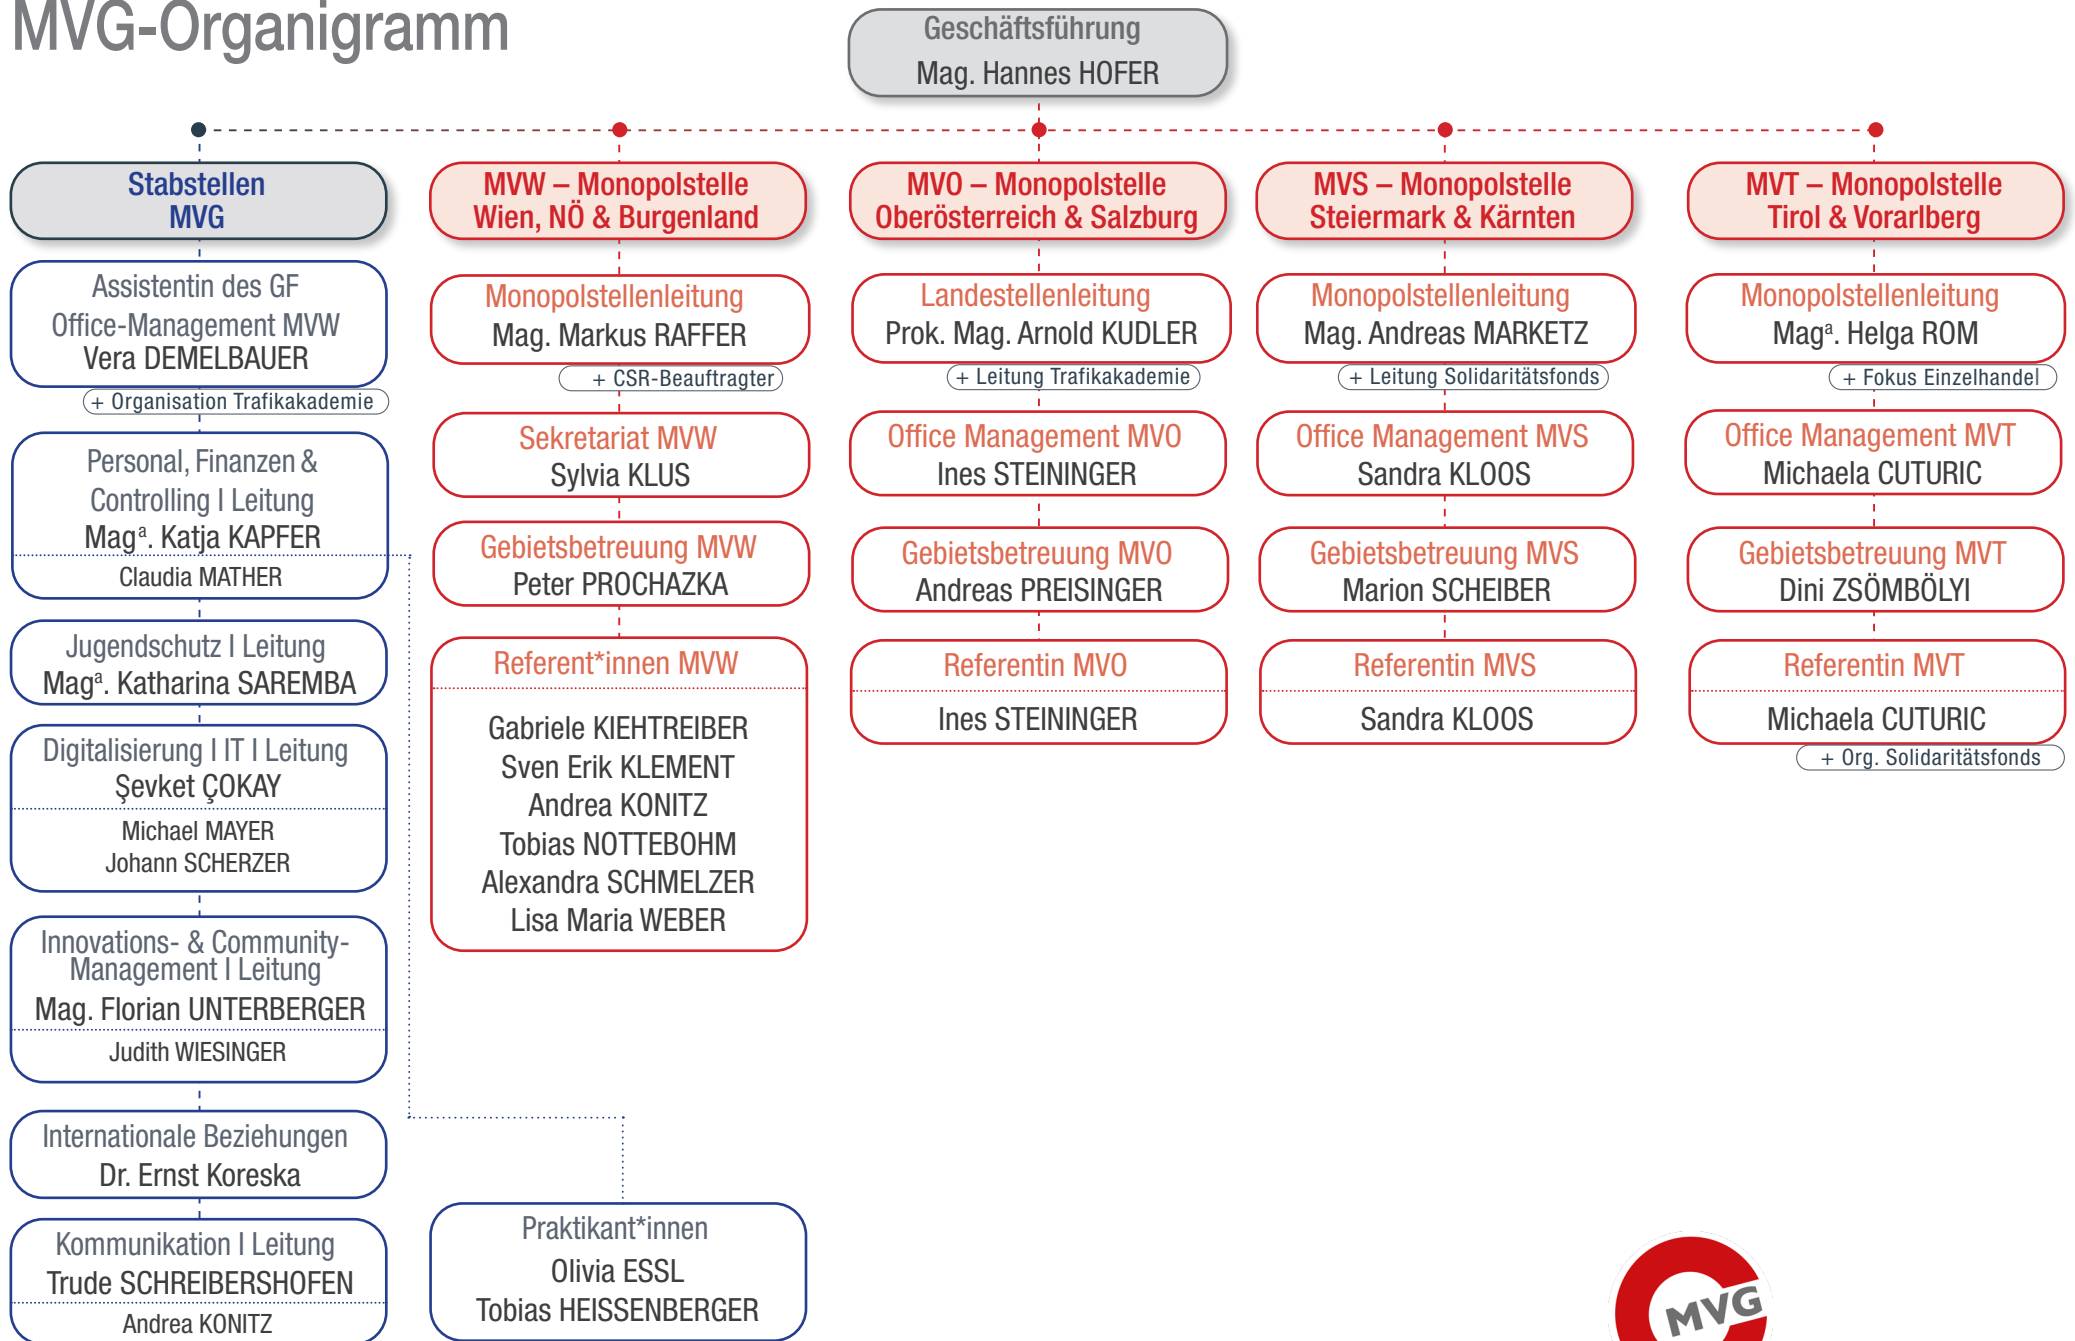 MVG-Organigramm
Geschäftsführung
Mag. Hannes HOFER
Stabstellen
MVG
Assistentin des GF
Office-Management MVW
Vera DEMELBAUER
+ Organisation Trafikakademie
Personal, Finanzen &
Controlling I Leitung
Magª. Katja KAPFER
Claudia MATHER
Jugendschutz I Leitung
Magª. Katharina SAREMBA
Digitalisierung I IT I Leitung
Şevket ÇOKAY
Michael MAYER
Johann SCHERZER
Innovations- & Community-
Management I Leitung
Mag. Florian UNTERBERGER
Judith WIESINGER
Internationale Beziehungen
Dr. Ernst Koreska
Kommunikation I Leitung
Trude SCHREIBERSHOFEN
Andrea KONITZ
MVW – Monopolstelle
Wien, NÖ & Burgenland
Monopolstellenleitung
Mag. Markus RAFFER
+ CSR-Beauftragter
Sekretariat MVW
Sylvia KLUS
Gebietsbetreuung MVW
Peter PROCHAZKA
Referent*innen MVW
Gabriele KIEHTREIBER
Sven Erik KLEMENT
Andrea KONITZ
Tobias NOTTEBOHM
Alexandra SCHMELZER
Lisa Maria WEBER
Praktikant*innen
Olivia ESSL
Tobias HEISSENBERGER
MVO – Monopolstelle
Oberösterreich & Salzburg
Landestellenleitung
Prok. Mag. Arnold KUDLER
+ Leitung Trafikakademie
Office Management MVO
Ines STEININGER
Gebietsbetreuung MVO
Andreas PREISINGER
Referentin MVO
Ines STEININGER
MVS – Monopolstelle
Steiermark & Kärnten
Monopolstellenleitung
Mag. Andreas MARKETZ
+ Leitung Solidaritätsfonds
Office Management MVS
Sandra KLOOS
Gebietsbetreuung MVS
Marion SCHEIBER
Referentin MVS
Sandra KLOOS
MVT – Monopolstelle
Tirol & Vorarlberg
Monopolstellenleitung
Magª. Helga ROM
+ Fokus Einzelhandel
Office Management MVT
Michaela CUTURIC
Gebietsbetreuung MVT
Dini ZSÖMBÖLYI
Referentin MVT
Michaela CUTURIC
+ Org. Solidaritätsfonds
MVG